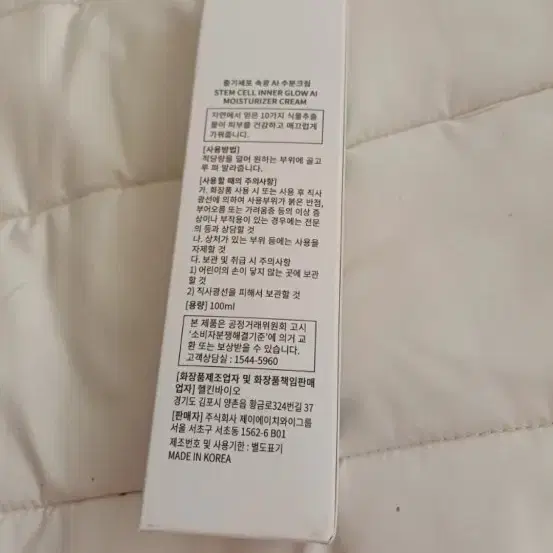 줄기세포 속광 AI 수분크림
STEM CELL INNER GLOW AI
MOISTURIZER CREAM
자연에서 얻은 10가지 식물추출
물이 피부를 건강하고 매끄럽게
가꿔줍니다.
[사용방법]
적당량을 덜어 원하는 부위에 골고
루 펴 발라줍니다.
[사용할 때의 주의사항]
가. 화장품 사용 시 또는 사용 후 직사
광선에 의하여 사용부위가 붉은 반점,
부어오름 또는 가려움증 등의 이상 증
상이나 부작용이 있는 경우에는 전문
의 등과 상담할 것
나. 상처가 있는 부위 등에는 사용을
자제할 것
다. 보관 및 취급 시 주의사항
1) 어린이의 손이 닿지 않는 곳에 보관
할 것
2) 직사광선을 피해서 보관할 것
[용량] 100ml
본 제품은 공정거래위원회 고시
'소비자분쟁해결기준'에 의거 교
환 또는 보상받을 수 있습니다.
고객상담실 : 1544-5960
[화장품제조업자 및 화장품책임판매
업자] 헬킨바이오
경기도 김포시 양촌읍 황금로324번길 37
[판매자] 주식회사 제이에이치와이그룹
서울 서초구 서초동 1562-6 B01
제조번호 및 사용기한 : 별도표기
MADE IN KOREA